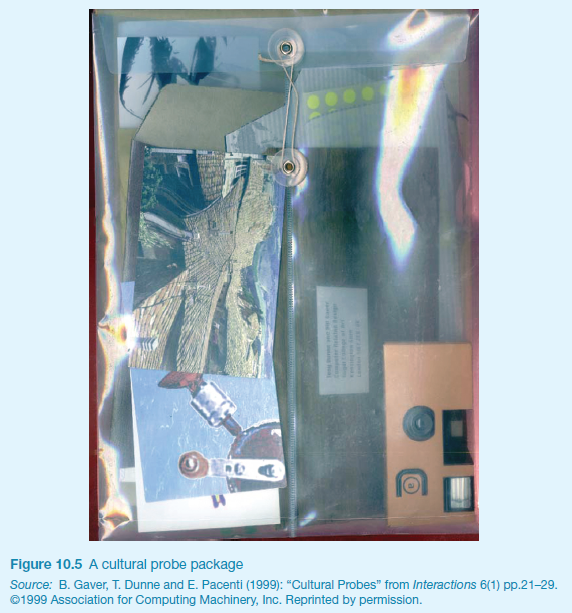 Figure 10.5 A cultural probe package
Source: B. Gaver, T. Dunne and E. Pacenti (1999): “Cultural Probes” from Interactions 6(1) pp.21–29.
©1999 Association for Computing Machinery, Inc. Reprinted by permission.